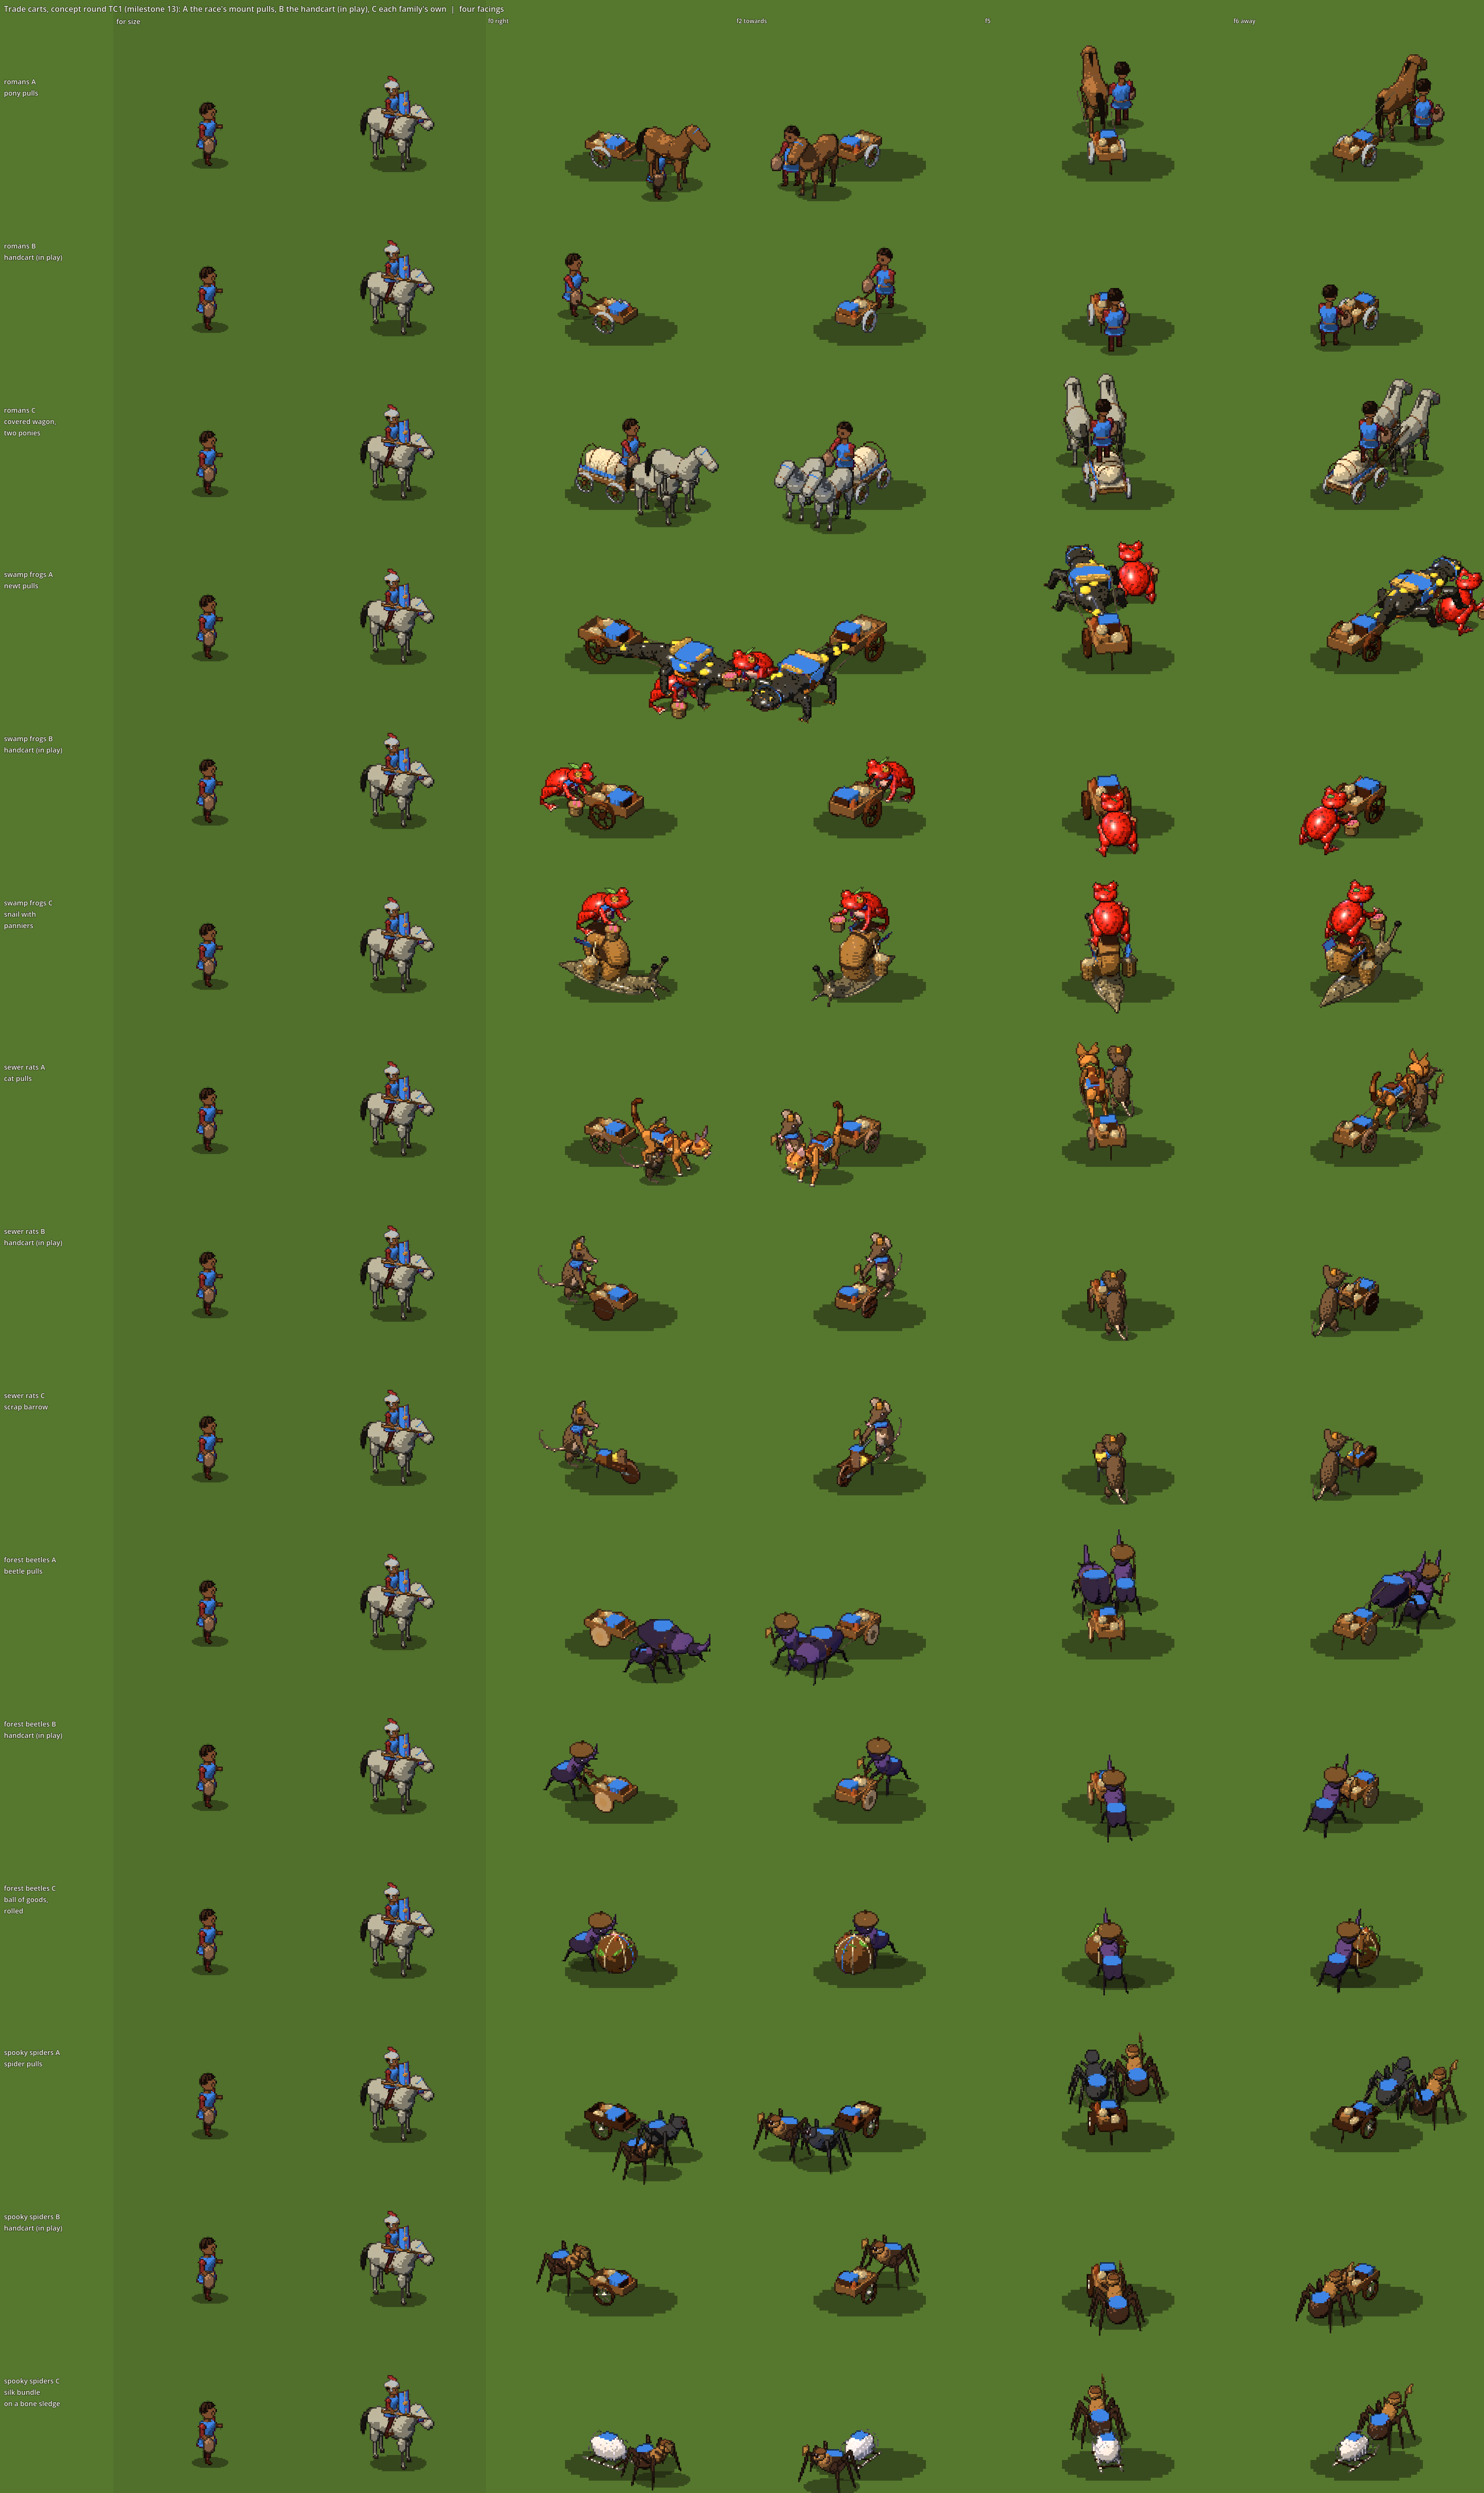 Trade carts, concept round TC1 (milestone 13): A the race's mount pulls, B the handcart (in play), C each family's own | four facings
for size
f0 right
f2 towards
f5
f6 away
romans A
pony pulls
romans B
handcart (in play)
romans C
covered wagon,
two ponies
swamp frogs A
newt pulls
swamp frogs B
handcart (in play)
swamp frogs C
snail with
panniers
sewer rats A
cat pulls
sewer rats B
handcart (in play)
sewer rats C
scrap barrow
forest beetles A
beetle pulls
forest beetles B
handcart (in play)
forest beetles C
ball of goods,
rolled
spooky spiders A
spider pulls
spooky spiders B
handcart (in play)
spooky spiders C
silk bundle
on a bone sledge